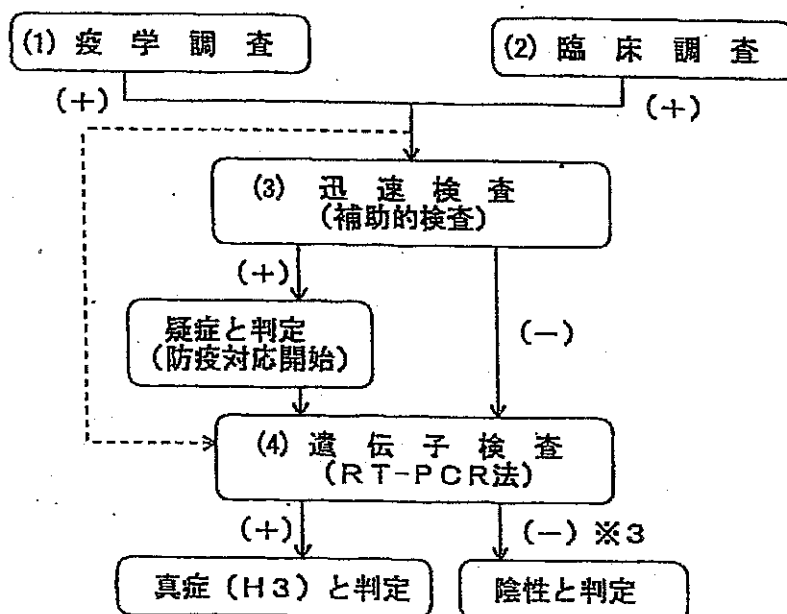 (1) 疫学調査
(2) 臨床調査
(+)
(+)
(3) 迅速検査
(補助的検査)
(+)
(-)
疑症と判定
(防疫対応開始)
(4) 遺伝子検査
(RT-PCR法)
(+)
(-) ※3
真症(H3)と判定
陰性と判定